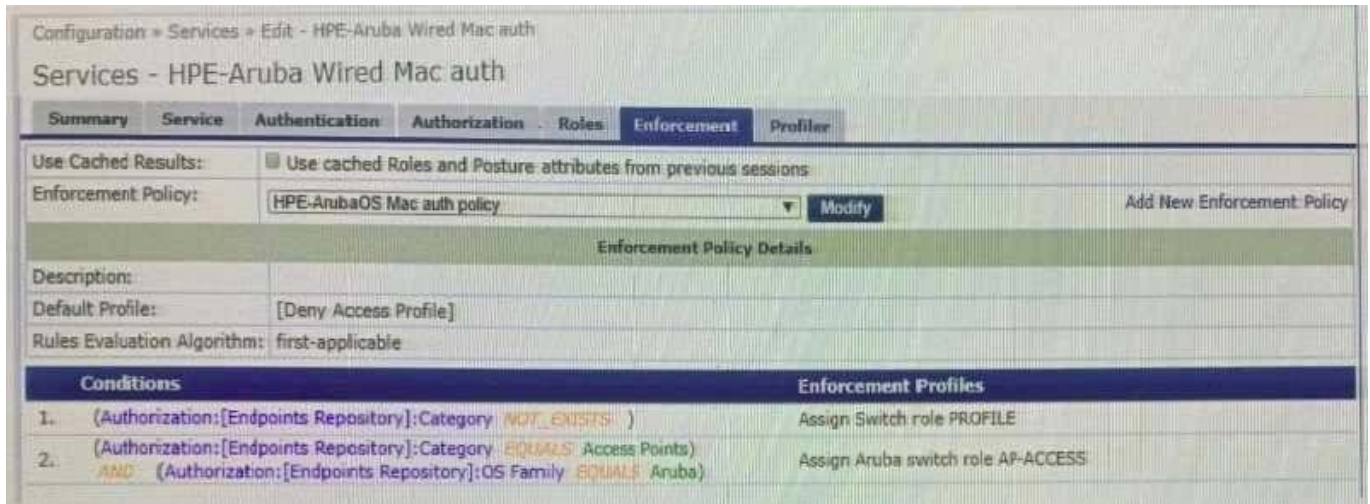 Configuration » Services » Edit - HPE-Aruba Wired Mac auth
Services - HPE-Aruba Wired Mac auth
Summary Service Authentication Authorization Roles Enforcement Profiler
Use Cached Results: Use cached Roles and Posture attributes from previous sessions
Enforcement Policy: HPE-ArubaOS Mac auth policy Modify Add New Enforcement Policy
Enforcement Policy Details
Description:
Default Profile: [Deny Access Profile]
Rules Evaluation Algorithm: first-applicable
Conditions Enforcement Profiles
1. (Authorization:[Endpoints Repository]:Category NOT_EXISTS ) Assign Switch role PROFILE
2. (Authorization:[Endpoints Repository]:Category EQUALS Access Points)
AND (Authorization:[Endpoints Repository]:OS Family EQUALS Aruba) Assign Aruba switch role AP-ACCESS